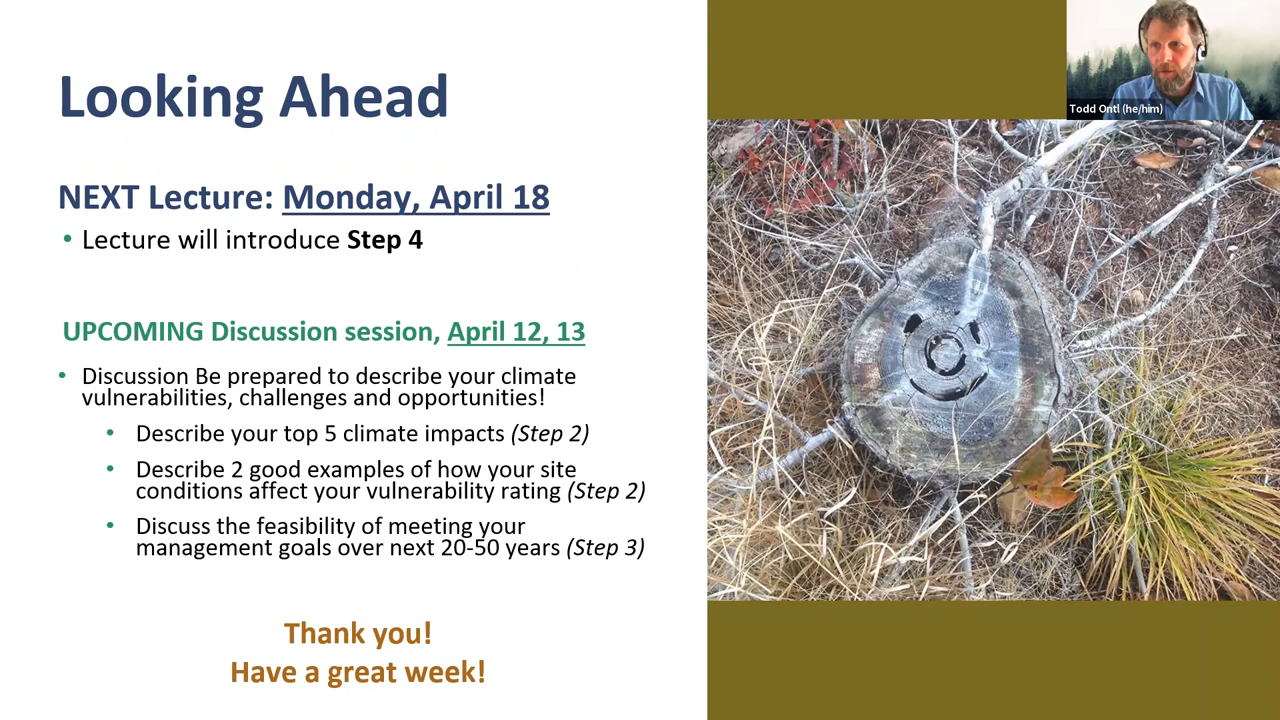 Looking Ahead
NEXT Lecture: Monday, April 18
• Lecture will introduce Step 4
UPCOMING Discussion session, April 12, 13
• Discussion Be prepared to describe your climate
vulnerabilities, challenges and opportunities!
• Describe your top 5 climate impacts (Step 2)
• Describe 2 good examples of how your site
conditions affect your vulnerability rating (Step 2)
• Discuss the feasibility of meeting your
management goals over next 20-50 years (Step 3)
Thank you!
Have a great week!
Todd Ontl (he/him)